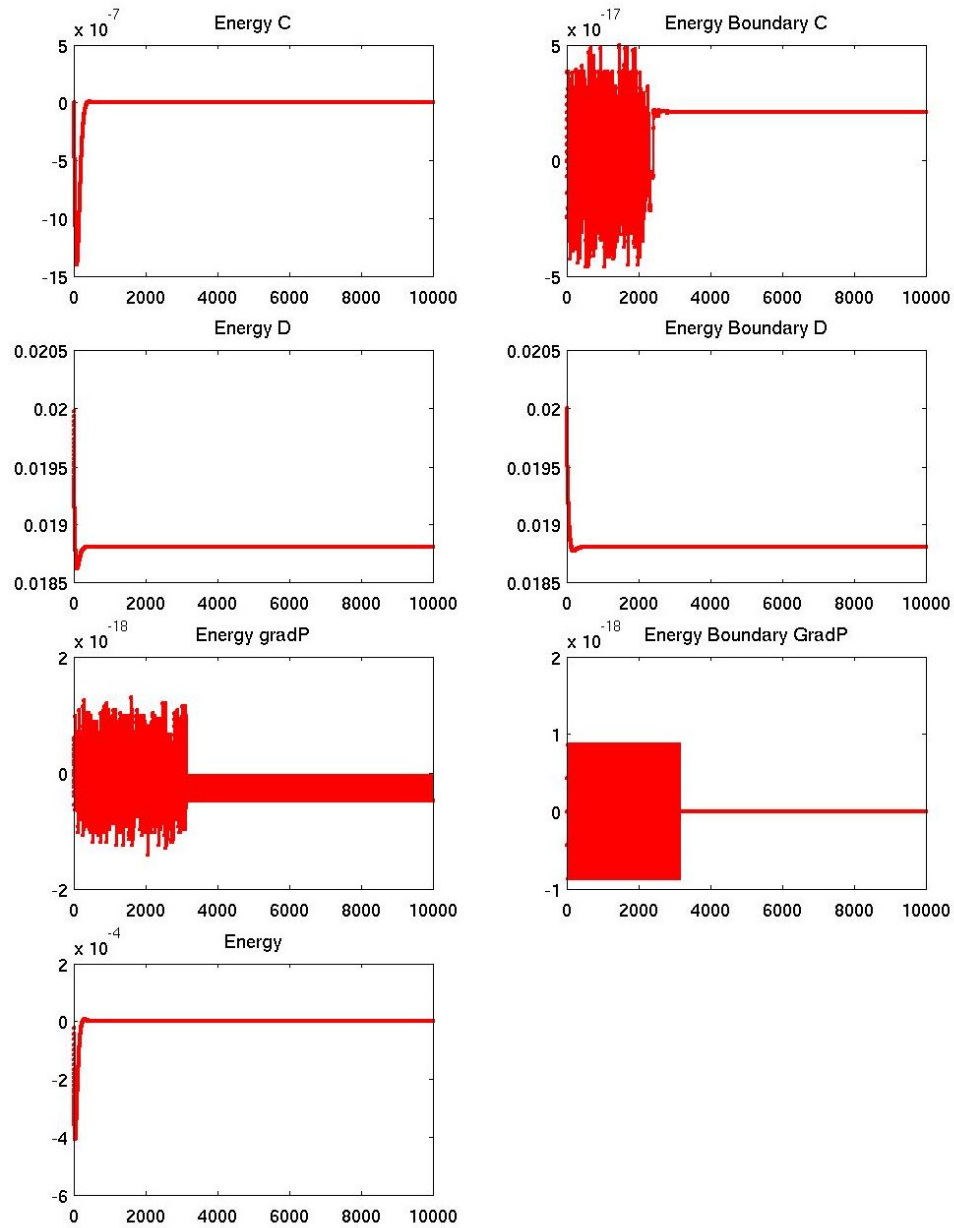 x 10-7
Energy C
5
0
-5
-10
-15
0 2000 4000 6000 8000 10000
x 10-17
Energy Boundary C
5
0
-5
0 2000 4000 6000 8000 10000
Energy D
0.0205
0.02
0.0195
0.019
0.0185
0 2000 4000 6000 8000 10000
Energy Boundary D
0.0205
0.02
0.0195
0.019
0.0185
0 2000 4000 6000 8000 10000
x 10-18
Energy gradP
2
0
-2
0 2000 4000 6000 8000 10000
x 10-18
Energy Boundary GradP
2
1
0
-1
0 2000 4000 6000 8000 10000
x 10-4
Energy
2
0
-2
-4
-6
0 2000 4000 6000 8000 10000